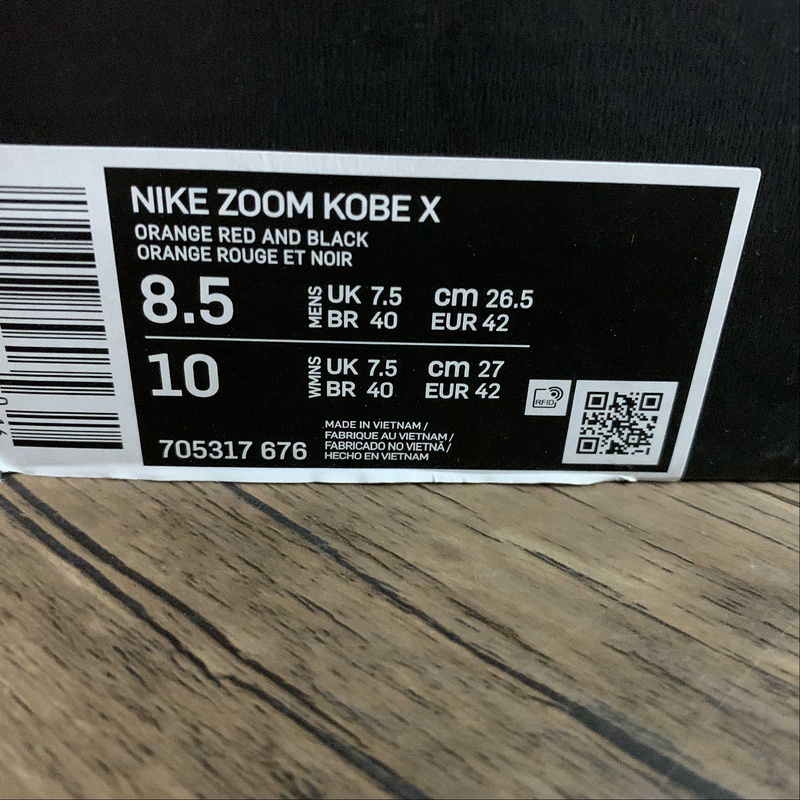 NIKE ZOOM KOBE X
ORANGE RED AND BLACK
ORANGE ROUGE ET NOIR
8.5 MENS UK 7.5 cm 26.5
BR 40 EUR 42
10 WMNS UK 7.5 cm 27
BR 40 EUR 42
RFID
705317 676
MADE IN VIETNAM /
FABRIQUE AU VIETNAM /
FABRICADO NO VIETNÃ /
HECHO EN VIETNAM